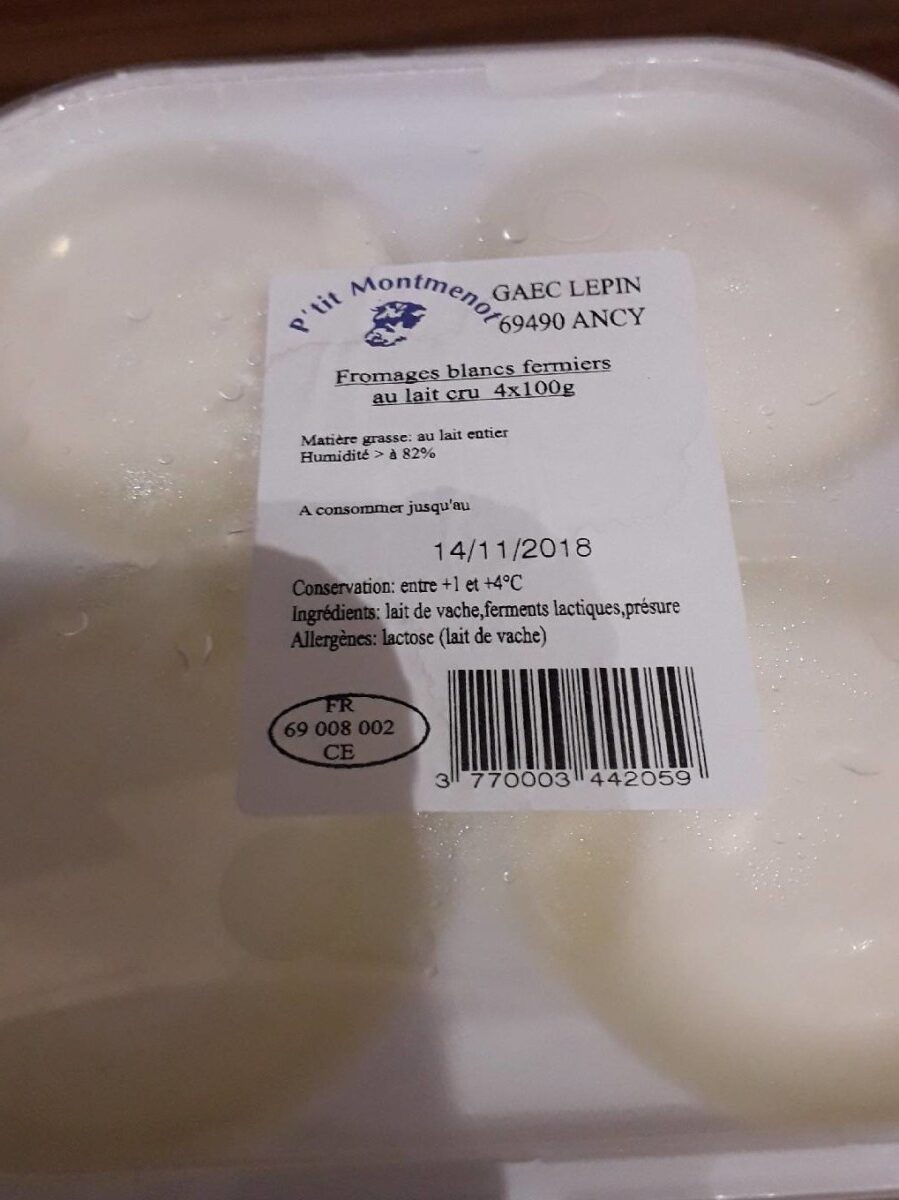 P'tit Montmenot
GAEC LEPIN
69490 ANCY
Fromages blancs fermiers
au lait cru 4x100g
Matière grasse: au lait entier
Humidité > à 82%
A consommer jusqu'au
14/11/2018
Conservation: entre +1 et +4°C
Ingrédients: lait de vache,ferments lactiques,présure
Allergènes: lactose (lait de vache)
FR
69 008 002
CE
3 770003 442059